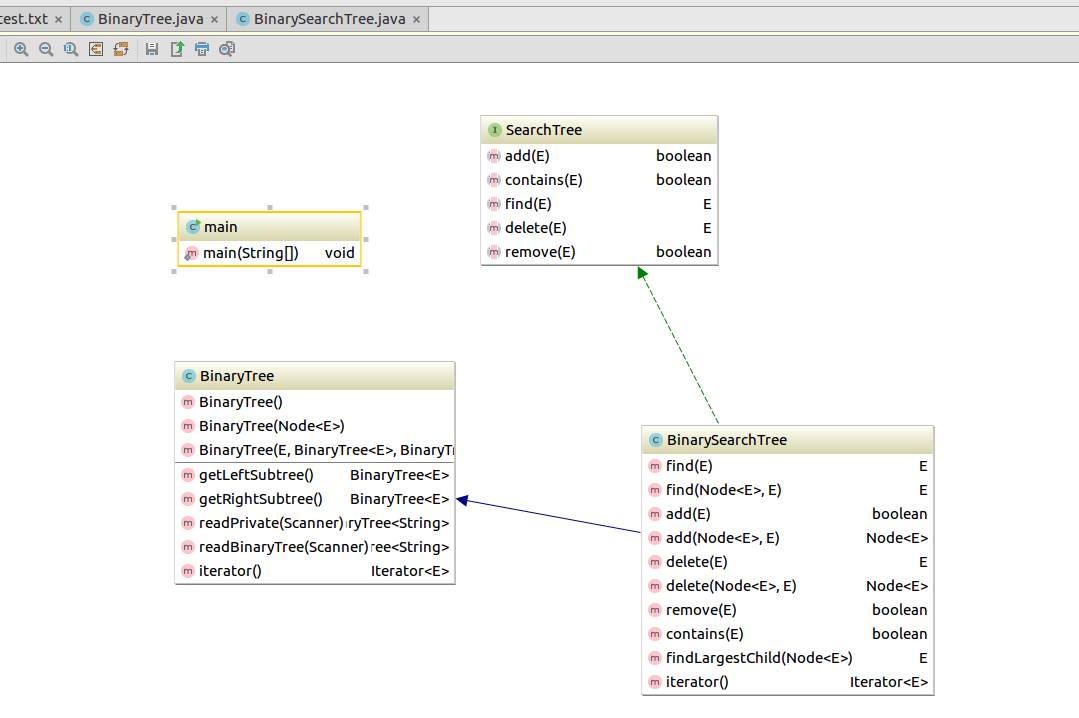 test.txt × BinaryTree.java × BinarySearchTree.java ×
SearchTree
add(E) boolean
contains(E) boolean
find(E) E
delete(E) E
remove(E) boolean
main
main(String[]) void
BinaryTree
BinaryTree()
BinaryTree(Node<E>)
BinaryTree(E, BinaryTree<E>, BinaryTr
getLeftSubtree() BinaryTree<E>
getRightSubtree() BinaryTree<E>
readPrivate(Scanner) ryTree<String>
readBinaryTree(Scanner) ree<String>
iterator() Iterator<E>
BinarySearchTree
find(E) E
find(Node<E>, E) E
add(E) boolean
add(Node<E>, E) Node<E>
delete(E) E
delete(Node<E>, E) Node<E>
remove(E) boolean
contains(E) boolean
findLargestChild(Node<E>) E
iterator() Iterator<E>